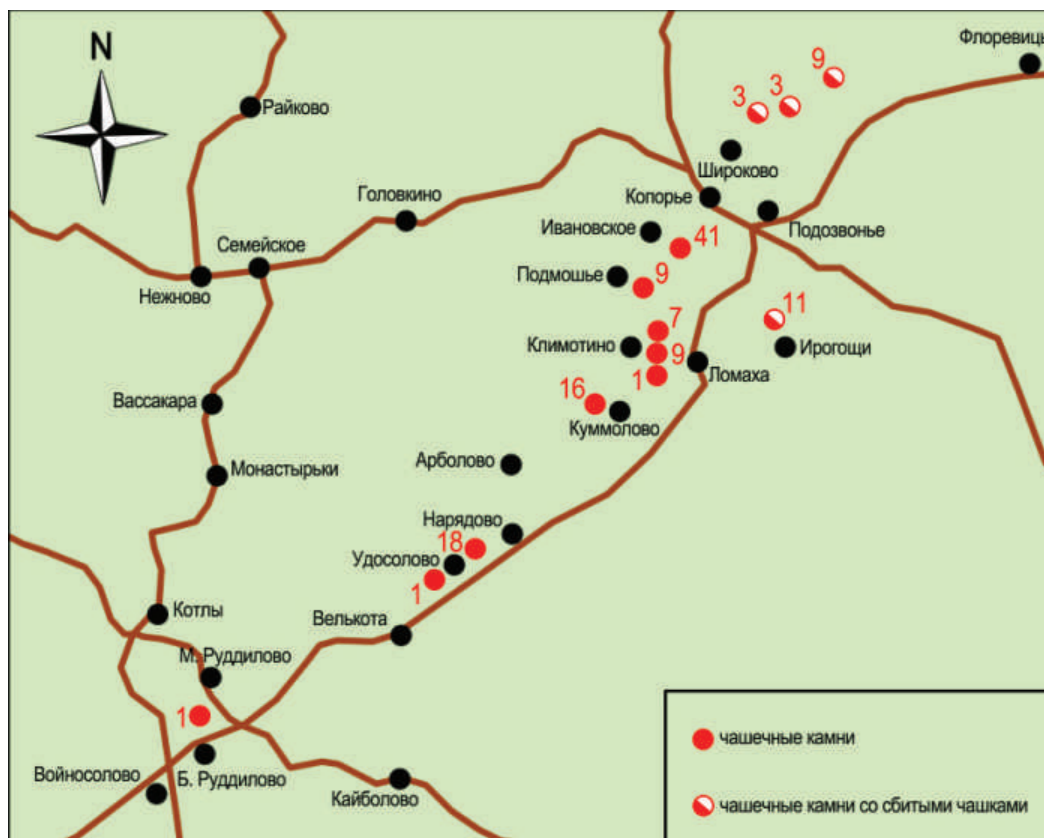 N
Флоревицы
9
3
3
Райково
Широково
Копорье
Головкино
Подозвонье
Ивановское
41
Семейское
Подмошье
9
Нежново
11
7
Климотино
Ирогощи
9
Ломаха
1
16
Вассакара
Куммолово
Арболово
Монастырьки
Нарядово
18
Удосолово
1
Котлы
Велькота
М. Руддилово
1
Войносолово
Б. Руддилово
Кайболово
чашечные камни
чашечные камни со сбитыми чашками